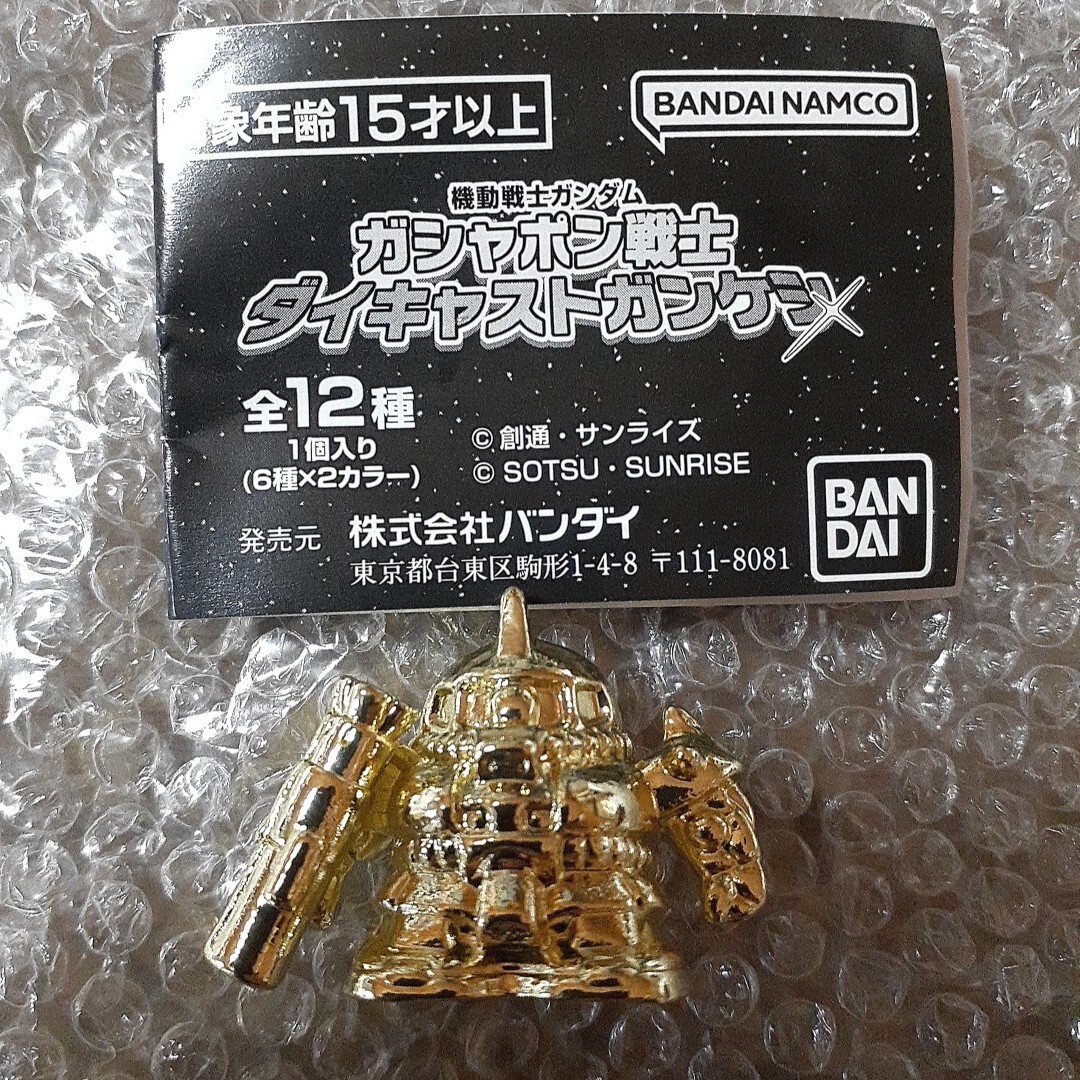 象年齢15才以上
BANDAI NAMCO
機動戦士ガンダム
ガシャポン戦士
ダイキャストガンケシ
全12種
1個入り
(6種×2カラー)
© 創通・サンライズ
© SOTSU・SUNRISE
発売元 株式会社バンダイ
東京都台東区駒形1-4-8 〒111-8081
BAN
DAI